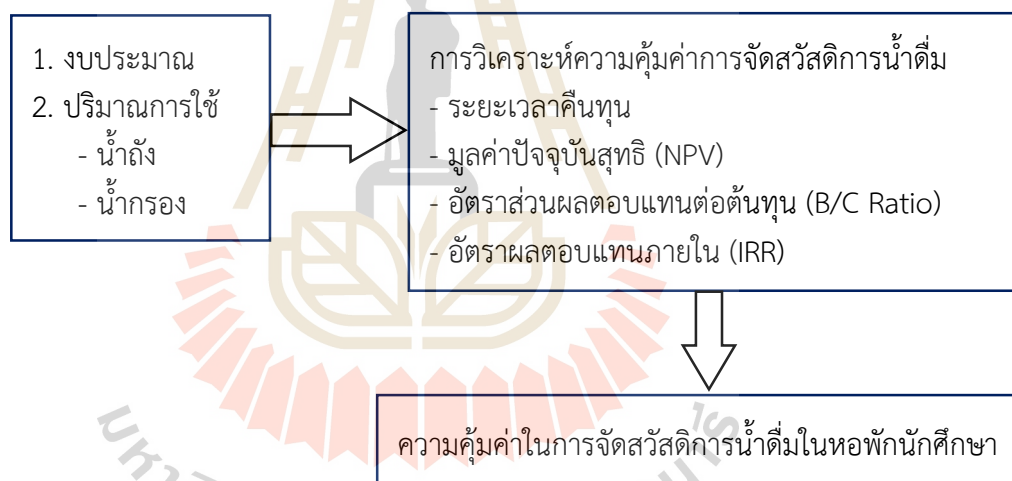 1. งบประมาณ
2. ปริมาณการใช้
- น้ำถัง
- น้ำกรอง
การวิเคราะห์ความคุ้มค่าการจัดสวัสดิการน้ำดื่ม
- ระยะเวลาคืนทุน
- มูลค่าปัจจุบันสุทธิ (NPV)
- อัตราส่วนผลตอบแทนต่อต้นทุน (B/C Ratio)
- อัตราผลตอบแทนภายใน (IRR)
ความคุ้มค่าในการจัดสวัสดิการน้ำดื่มในหอพักนักศึกษา